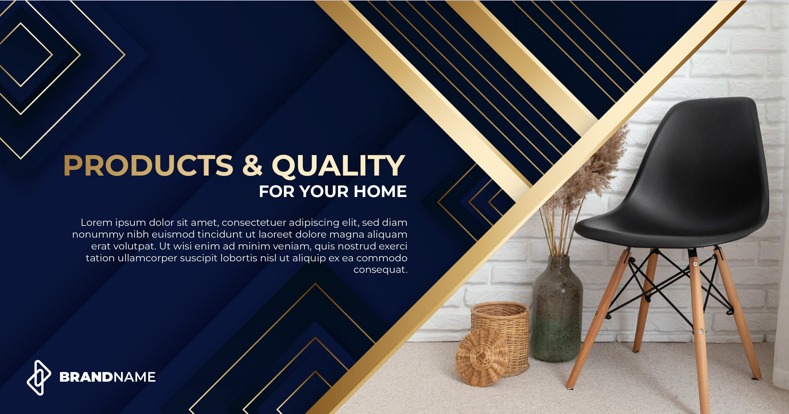 PRODUCTS & QUALITY
FOR YOUR HOME
Lorem ipsum dolor sit amet, consectetuer adipiscing elit, sed diam
nonummy nibh euismod tincidunt ut laoreet dolore magna aliquam
erat volutpat. Ut wisi enim ad minim veniam, quis nostrud exerci
tation ullamcorper suscipit lobortis nisl ut aliquip ex ea commodo
consequat.
BRANDNAME